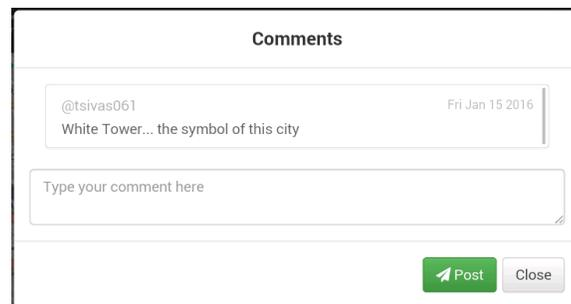 Comments
@tsivas061 Fri Jan 15 2016
White Tower... the symbol of this city
Type your comment here
Post Close